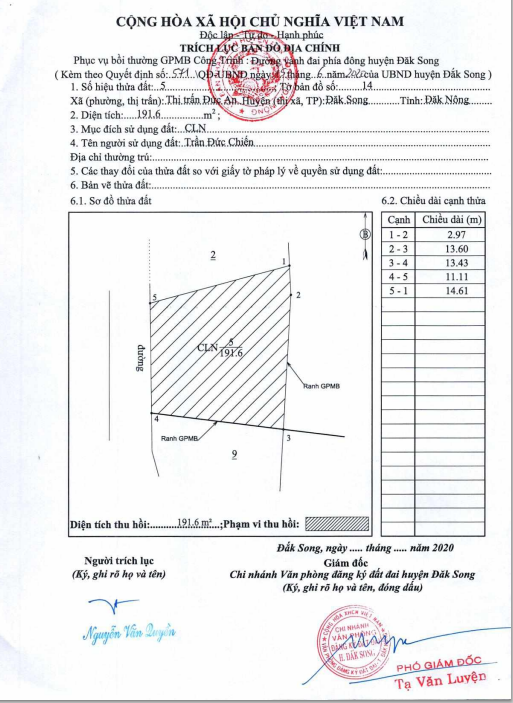 CỘNG HÒA XÃ HỘI CHỦ NGHĨA VIỆT NAM
Độc lập - Tự do - Hạnh phúc
TRÍCH LỤC BẢN ĐỒ ĐỊA CHÍNH
Phục vụ bồi thường GPMB Công Trình : Đường vành đai phía đông huyện Đăk Song
( Kèm theo Quyết định số: 571../QĐ-UBND ngày tháng 6 năm 2020 của UBND huyện Đăk Song )
1. Số hiệu thửa đất: 5 ; Tờ bản đồ số: 14
Xã (phường, thị trấn): Thị trấn Đức An, Huyện (thị xã, TP): Đăk Song Tỉnh: Đăk Nông
2. Diện tích: 191.6 m² ;
3. Mục đích sử dụng đất: CLN
4. Tên người sử dụng đất: Trần Đức Chiến
Địa chỉ thường trú:
5. Các thay đổi của thửa đất so với giấy tờ pháp lý về quyền sử dụng đất:
6. Bản vẽ thửa đất:
6.1. Sơ đồ thửa đất
6.2. Chiều dài cạnh thửa
Cạnh Chiều dài (m)
1 - 2 2.97
2 - 3 13.60
3 - 4 13.43
4 - 5 11.11
5 - 1 14.61
B
2
1
5
2
CLN 5
191.6
đường
Ranh GPMB
4
Ranh GPMB
3
9
Diện tích thu hồi: 191.6 m² ;Phạm vi thu hồi:
Đắk Song, ngày ..... tháng ..... năm 2020
Người trích lục
(Ký, ghi rõ họ và tên)
Giám đốc
Chi nhánh Văn phòng đăng ký đất đai huyện Đăk Song
(Ký, ghi rõ họ và tên, đóng dấu)
Nguyễn Văn Quyền
CHI NHÁNH
VĂN PHÒNG
ĐĂNG KÝ ĐẤT ĐAI
H. ĐĂK SONG
PHÓ GIÁM ĐỐC
Tạ Văn Luyện